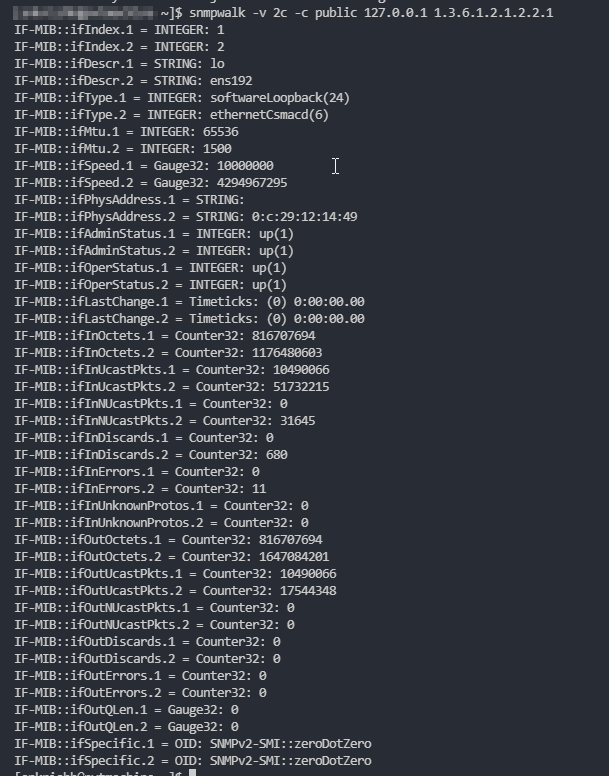 ~]$ snmpwalk -v 2c -c public 127.0.0.1 1.3.6.1.2.1.2.2.1
IF-MIB::ifIndex.1 = INTEGER: 1
IF-MIB::ifIndex.2 = INTEGER: 2
IF-MIB::ifDescr.1 = STRING: lo
IF-MIB::ifDescr.2 = STRING: ens192
IF-MIB::ifType.1 = INTEGER: softwareLoopback(24)
IF-MIB::ifType.2 = INTEGER: ethernetCsmacd(6)
IF-MIB::ifMtu.1 = INTEGER: 65536
IF-MIB::ifMtu.2 = INTEGER: 1500
IF-MIB::ifSpeed.1 = Gauge32: 10000000
IF-MIB::ifSpeed.2 = Gauge32: 4294967295
IF-MIB::ifPhysAddress.1 = STRING:
IF-MIB::ifPhysAddress.2 = STRING: 0:c:29:12:14:49
IF-MIB::ifAdminStatus.1 = INTEGER: up(1)
IF-MIB::ifAdminStatus.2 = INTEGER: up(1)
IF-MIB::ifOperStatus.1 = INTEGER: up(1)
IF-MIB::ifOperStatus.2 = INTEGER: up(1)
IF-MIB::ifLastChange.1 = Timeticks: (0) 0:00:00.00
IF-MIB::ifLastChange.2 = Timeticks: (0) 0:00:00.00
IF-MIB::ifInOctets.1 = Counter32: 816707694
IF-MIB::ifInOctets.2 = Counter32: 1176480603
IF-MIB::ifInUcastPkts.1 = Counter32: 10490066
IF-MIB::ifInUcastPkts.2 = Counter32: 51732215
IF-MIB::ifInNUcastPkts.1 = Counter32: 0
IF-MIB::ifInNUcastPkts.2 = Counter32: 31645
IF-MIB::ifInDiscards.1 = Counter32: 0
IF-MIB::ifInDiscards.2 = Counter32: 680
IF-MIB::ifInErrors.1 = Counter32: 0
IF-MIB::ifInErrors.2 = Counter32: 11
IF-MIB::ifInUnknownProtos.1 = Counter32: 0
IF-MIB::ifInUnknownProtos.2 = Counter32: 0
IF-MIB::ifOutOctets.1 = Counter32: 816707694
IF-MIB::ifOutOctets.2 = Counter32: 1647084201
IF-MIB::ifOutUcastPkts.1 = Counter32: 10490066
IF-MIB::ifOutUcastPkts.2 = Counter32: 17544348
IF-MIB::ifOutNUcastPkts.1 = Counter32: 0
IF-MIB::ifOutNUcastPkts.2 = Counter32: 0
IF-MIB::ifOutDiscards.1 = Counter32: 0
IF-MIB::ifOutDiscards.2 = Counter32: 0
IF-MIB::ifOutErrors.1 = Counter32: 0
IF-MIB::ifOutErrors.2 = Counter32: 0
IF-MIB::ifOutQLen.1 = Gauge32: 0
IF-MIB::ifOutQLen.2 = Gauge32: 0
IF-MIB::ifSpecific.1 = OID: SNMPv2-SMI::zeroDotZero
IF-MIB::ifSpecific.2 = OID: SNMPv2-SMI::zeroDotZero